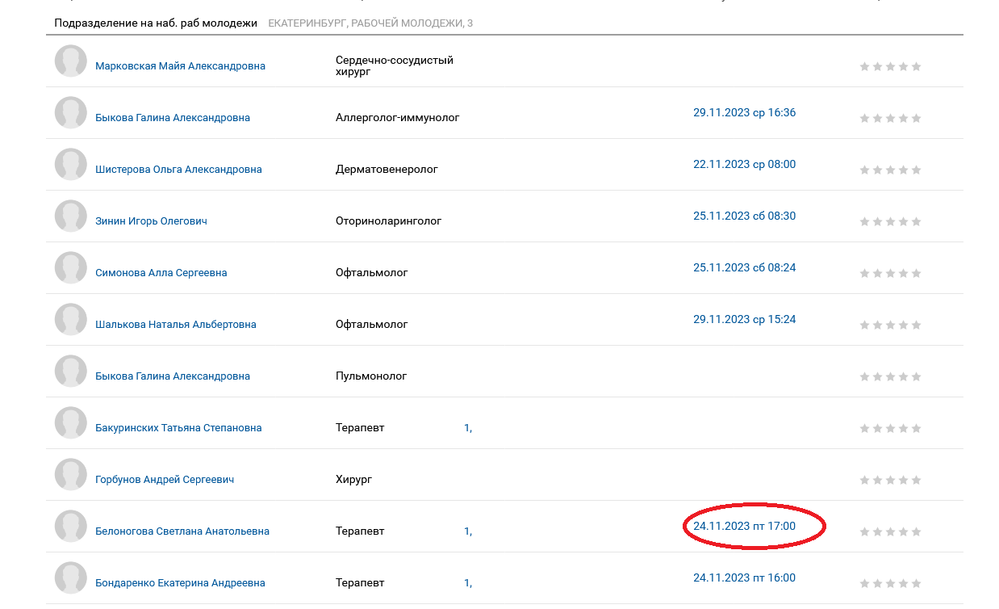 Подразделение на наб. раб молодежи ЕКАТЕРИНБУРГ, РАБОЧЕЙ МОЛОДЕЖИ, 3
Марковская Майя Александровна Сердечно-сосудистый
хирург
Быкова Галина Александровна Аллерголог-иммунолог 29.11.2023 ср 16:36
Шистерова Ольга Александровна Дерматовенеролог 22.11.2023 ср 08:00
Зинин Игорь Олегович Оториноларинголог 25.11.2023 сб 08:30
Симонова Алла Сергеевна Офтальмолог 25.11.2023 сб 08:24
Шалькова Наталья Альбертовна Офтальмолог 29.11.2023 ср 15:24
Быкова Галина Александровна Пульмонолог
Бакуринских Татьяна Степановна Терапевт 1,
Горбунов Андрей Сергеевич Хирург
Белоногова Светлана Анатольевна Терапевт 1, 24.11.2023 пт 17:00
Бондаренко Екатерина Андреевна Терапевт 1, 24.11.2023 пт 16:00